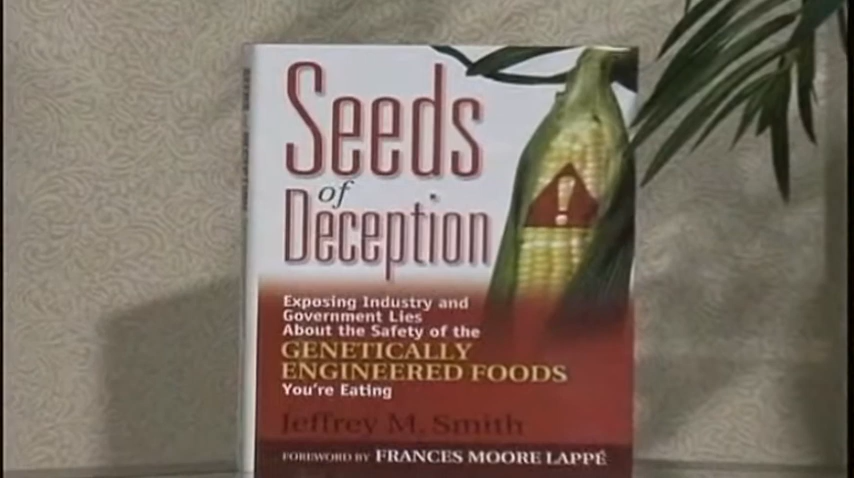 Seeds
of
Deception
Exposing Industry and
Government Lies
About the Safety of the
GENETICALLY
ENGINEERED FOODS
You're Eating
Jeffrey M. Smith
FOREWORD BY FRANCES MOORE LAPPÉ
!